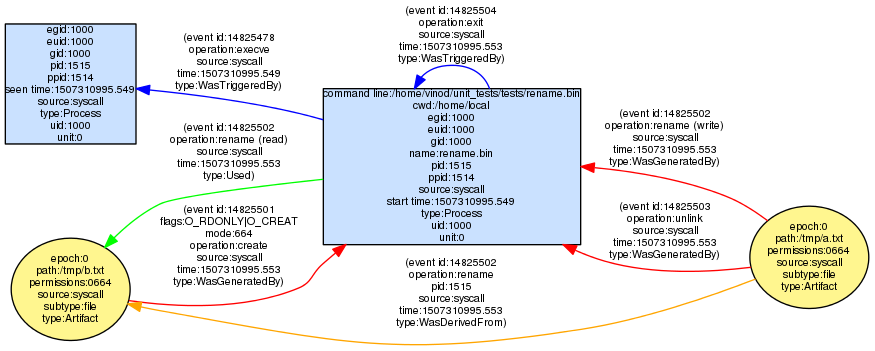 egid:1000
euid:1000
gid:1000
pid:1515
ppid:1514
seen time:1507310995.549
source:syscall
type:Process
uid:1000
unit:0
(event id:14825478
operation:execve
source:syscall
time:1507310995.549
type:WasTriggeredBy)
(event id:14825504
operation:exit
source:syscall
time:1507310995.553
type:WasTriggeredBy)
command line:/home/vinod/unit_tests/tests/rename.bin
cwd:/home/local
egid:1000
euid:1000
gid:1000
name:rename.bin
pid:1515
ppid:1514
source:syscall
start time:1507310995.549
type:Process
uid:1000
unit:0
(event id:14825502
operation:rename (read)
source:syscall
time:1507310995.553
type:Used)
(event id:14825502
operation:rename (write)
source:syscall
time:1507310995.553
type:WasGeneratedBy)
(event id:14825501
flags:O_RDONLY|O_CREAT
mode:664
operation:create
source:syscall
time:1507310995.553
type:WasGeneratedBy)
(event id:14825503
operation:unlink
source:syscall
time:1507310995.553
type:WasGeneratedBy)
epoch:0
path:/tmp/b.txt
permissions:0664
source:syscall
subtype:file
type:Artifact
(event id:14825502
operation:rename
pid:1515
source:syscall
time:1507310995.553
type:WasDerivedFrom)
epoch:0
path:/tmp/a.txt
permissions:0664
source:syscall
subtype:file
type:Artifact